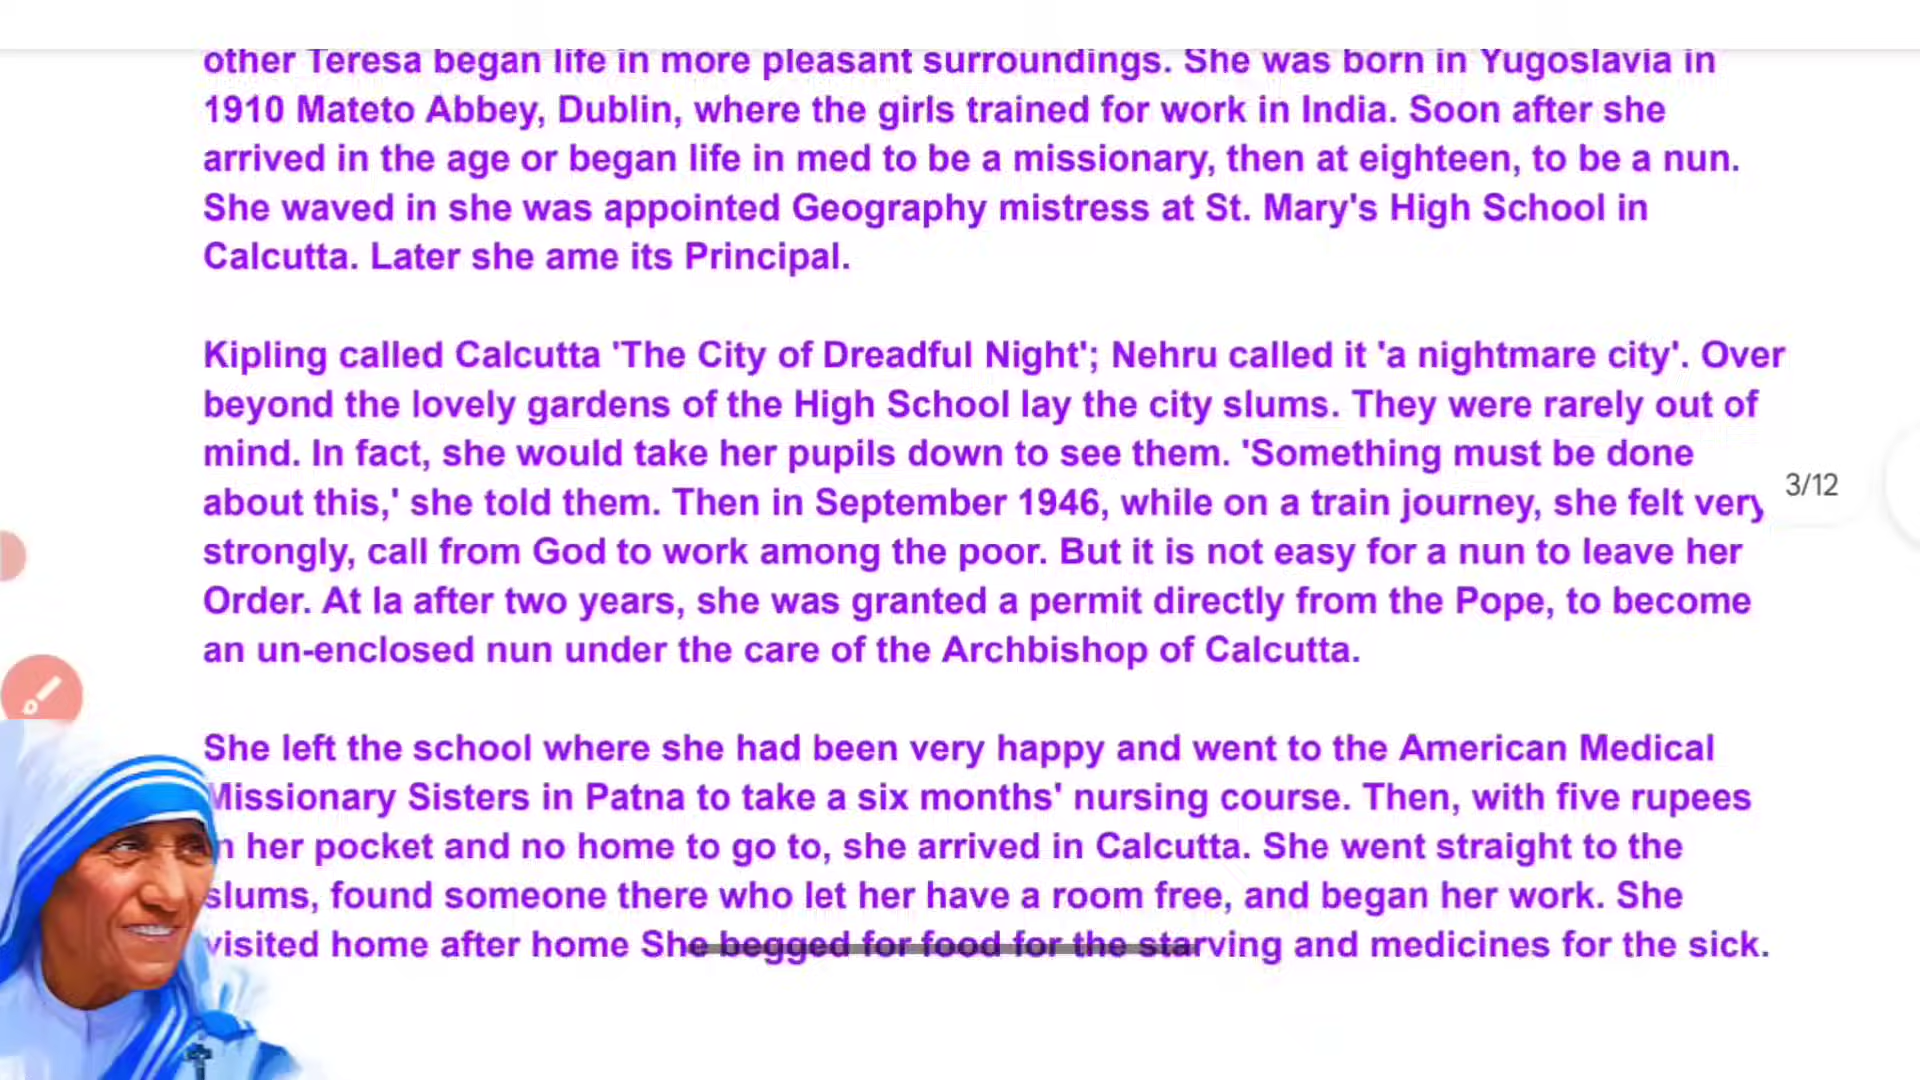 other Teresa began life in more pleasant surroundings. She was born in Yugoslavia in
1910 Mateto Abbey, Dublin, where the girls trained for work in India. Soon after she
arrived in the age or began life in med to be a missionary, then at eighteen, to be a nun.
She waved in she was appointed Geography mistress at St. Mary's High School in
Calcutta. Later she ame its Principal.
Kipling called Calcutta 'The City of Dreadful Night'; Nehru called it 'a nightmare city'. Over
beyond the lovely gardens of the High School lay the city slums. They were rarely out of
mind. In fact, she would take her pupils down to see them. 'Something must be done
about this,' she told them. Then in September 1946, while on a train journey, she felt very
3/12
strongly, call from God to work among the poor. But it is not easy for a nun to leave her
Order. At la after two years, she was granted a permit directly from the Pope, to become
an un-enclosed nun under the care of the Archbishop of Calcutta.
She left the school where she had been very happy and went to the American Medical
Missionary Sisters in Patna to take a six months' nursing course. Then, with five rupees
in her pocket and no home to go to, she arrived in Calcutta. She went straight to the
slums, found someone there who let her have a room free, and began her work. She
visited home after home She begged for food for the starving and medicines for the sick.